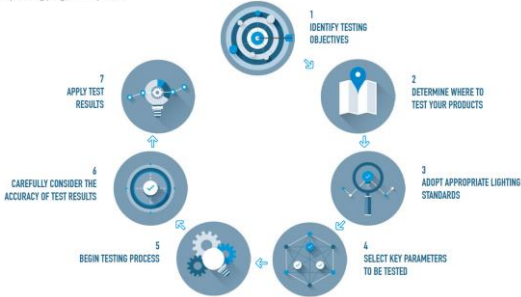 1
IDENTIFY TESTING
OBJECTIVES
2
DETERMINE WHERE TO
TEST YOUR PRODUCTS
3
ADOPT APPROPRIATE LIGHTING
STANDARDS
4
SELECT KEY PARAMETERS
TO BE TESTED
5
BEGIN TESTING PROCESS
6
CAREFULLY CONSIDER THE
ACCURACY OF TEST RESULTS
7
APPLY TEST
RESULTS